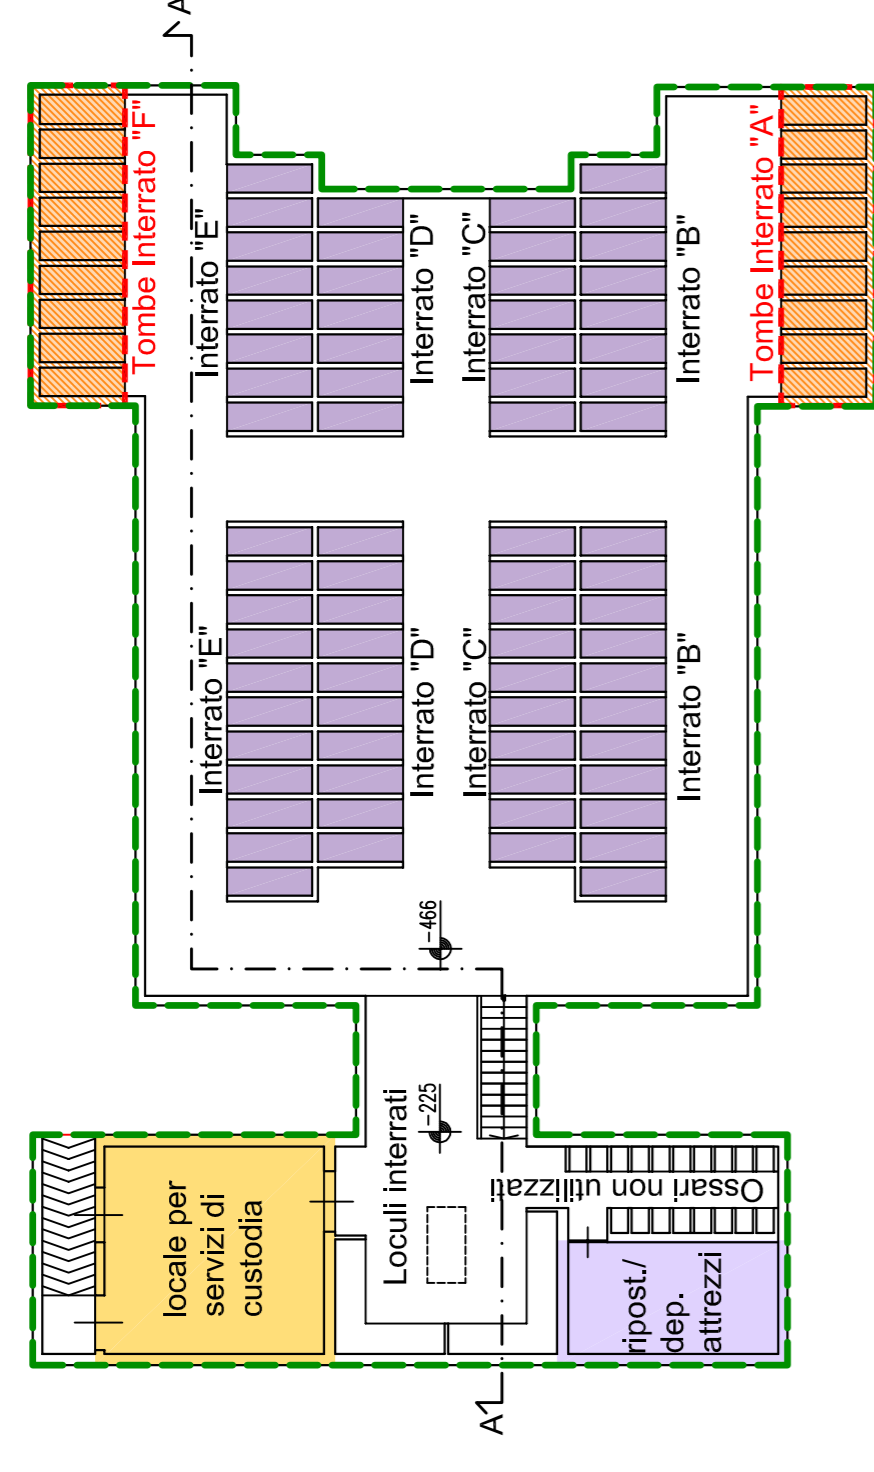 A
Tombe Interrato "F"
Interrato "E"
Interrato "D"
Interrato "C"
Interrato "B"
Tombe Interrato "A"
Interrato "E"
Interrato "D"
Interrato "C"
Interrato "B"
-466
-225
Loculi interrati
locale per
servizi di
custodia
Ossari non utilizzati
ripost./
dep.
attrezzi
A1